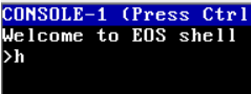 CONSOLE-1 (Press Ctrl
Welcome to EOS shell
>h